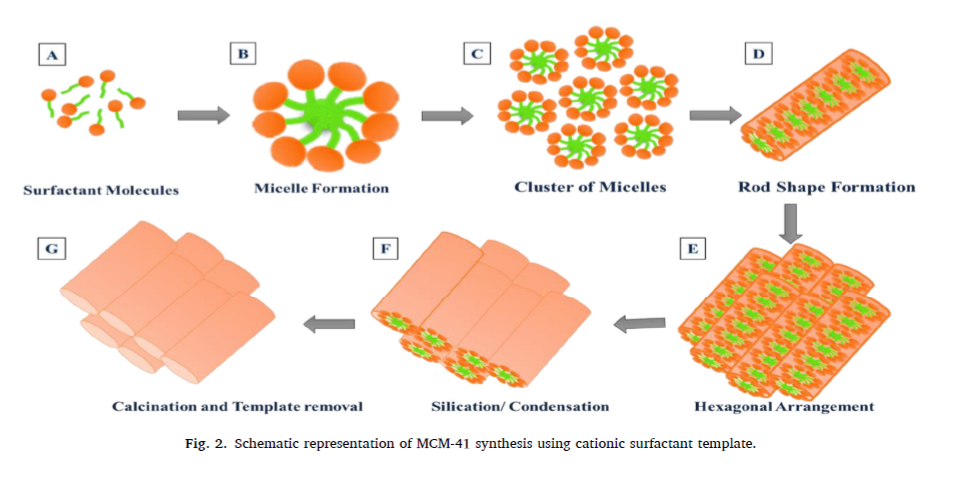 A
B
C
D
Surfactant Molecules
Micelle Formation
Cluster of Micelles
Rod Shape Formation
G
F
E
Calcination and Template removal
Silication/ Condensation
Hexagonal Arrangement
Fig. 2. Schematic representation of MCM-41 synthesis using cationic surfactant template.